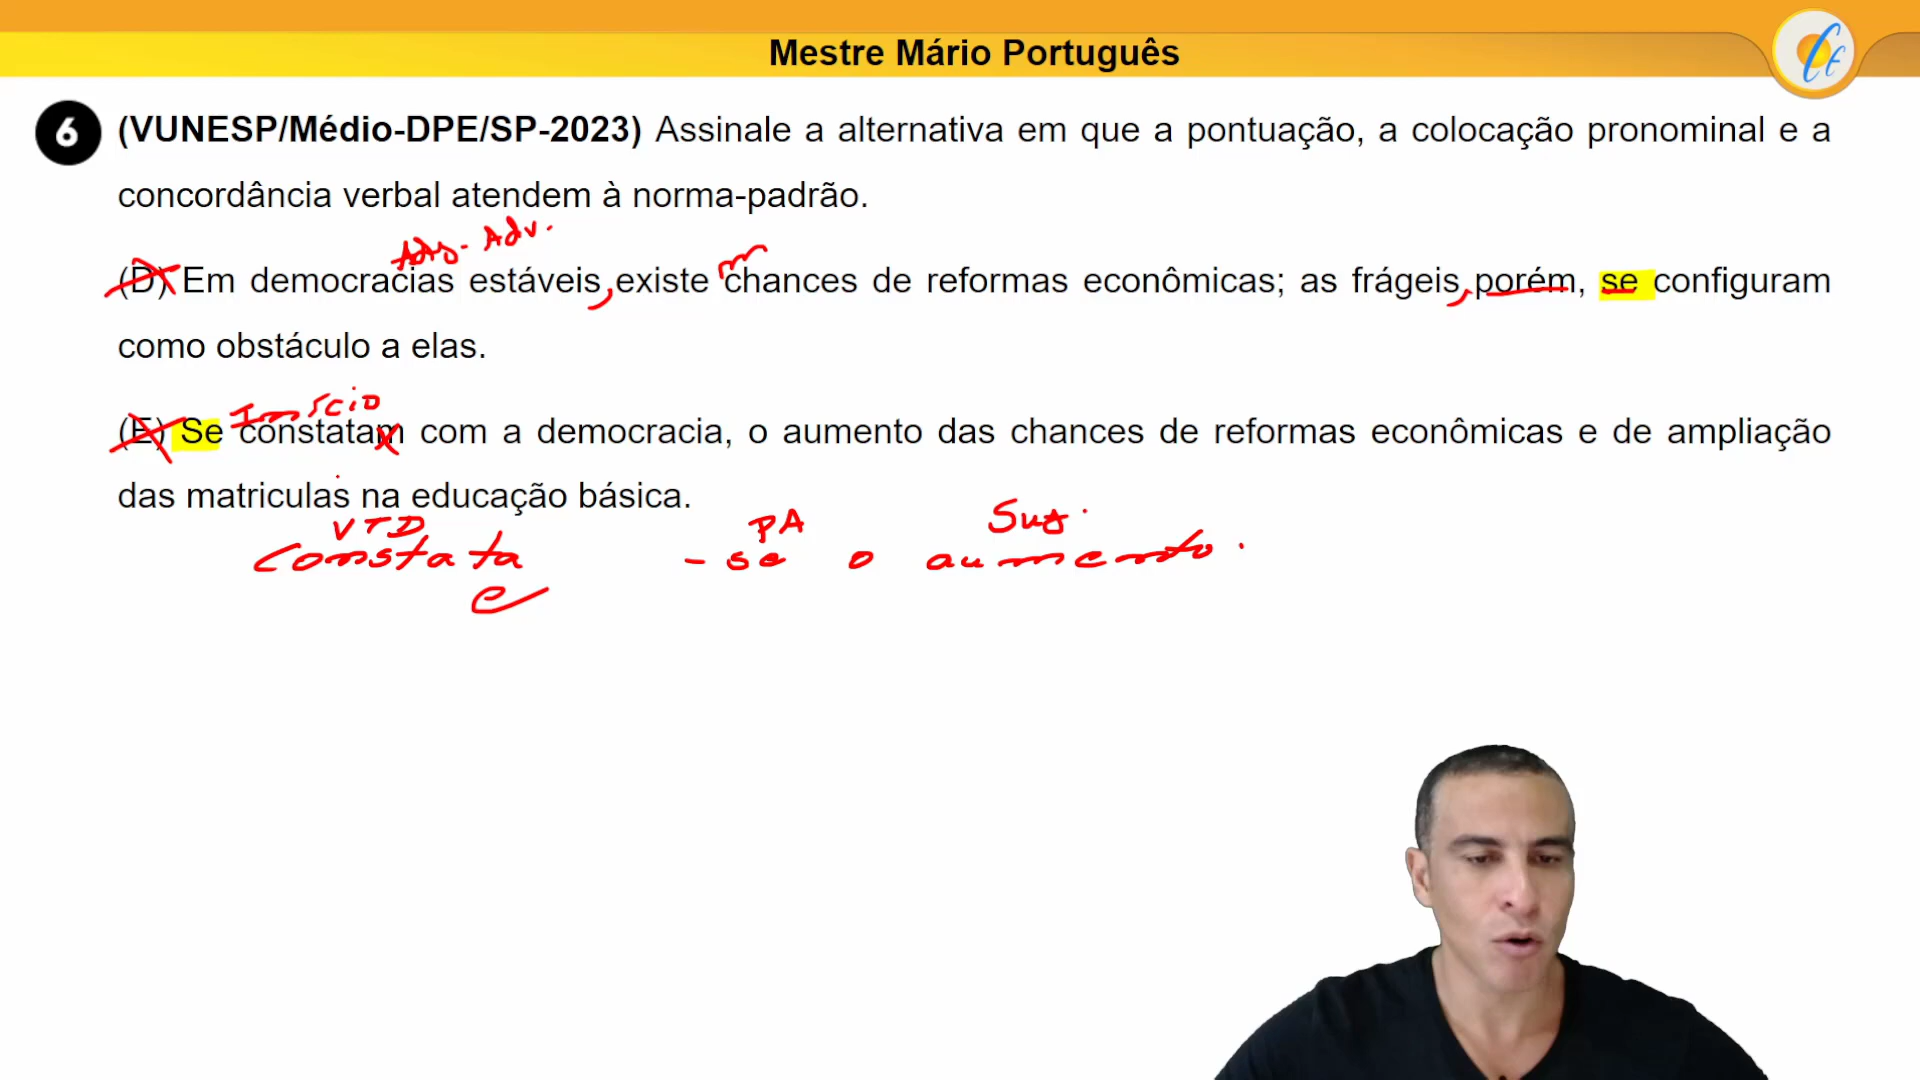 Mestre Mário Português
6 (VUNESP/Médio-DPE/SP-2023) Assinale a alternativa em que a pontuação, a colocação pronominal e a
concordância verbal atendem à norma-padrão.
Adj. Adv.
(D) Em democracias estáveis, existe m chances de reformas econômicas; as frágeis, porém, se configuram
como obstáculo a elas.
Início
(E) Se constatam com a democracia, o aumento das chances de reformas econômicas e de ampliação
das matriculas na educação básica.
VTD PA Suj.
Constata - se o aumento.
CE